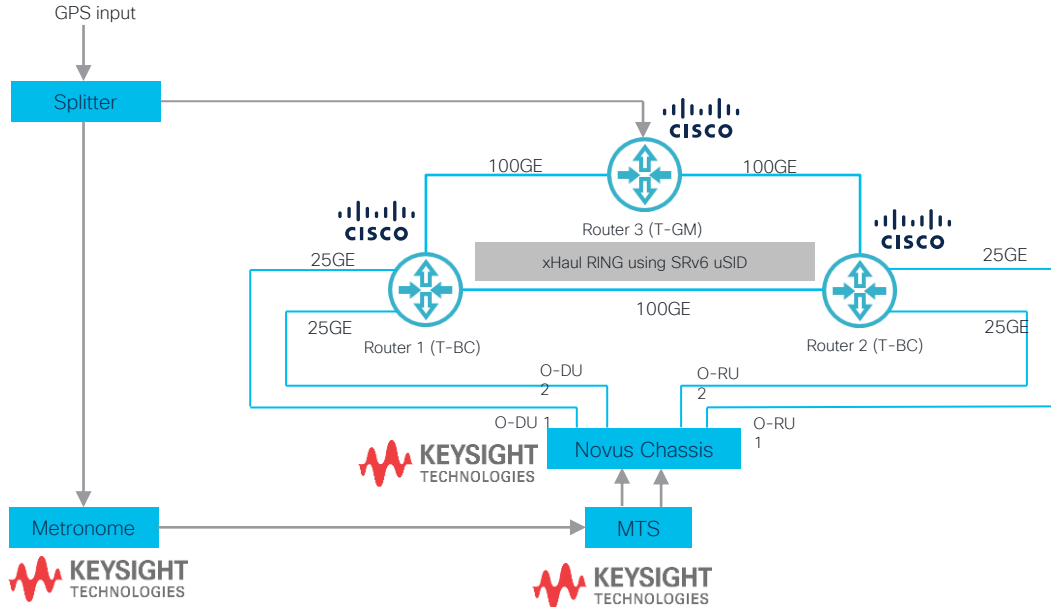 GPS input
Splitter
CISCO
100GE
100GE
Router 3 (T-GM)
CISCO
CISCO
xHaul RING using SRv6 uSID
25GE
25GE
100GE
25GE
25GE
Router 1 (T-BC)
Router 2 (T-BC)
O-DU
2
O-RU
2
O-DU 1
O-RU
1
Novus Chassis
KEYSIGHT
TECHNOLOGIES
Metronome
MTS
KEYSIGHT
TECHNOLOGIES
KEYSIGHT
TECHNOLOGIES